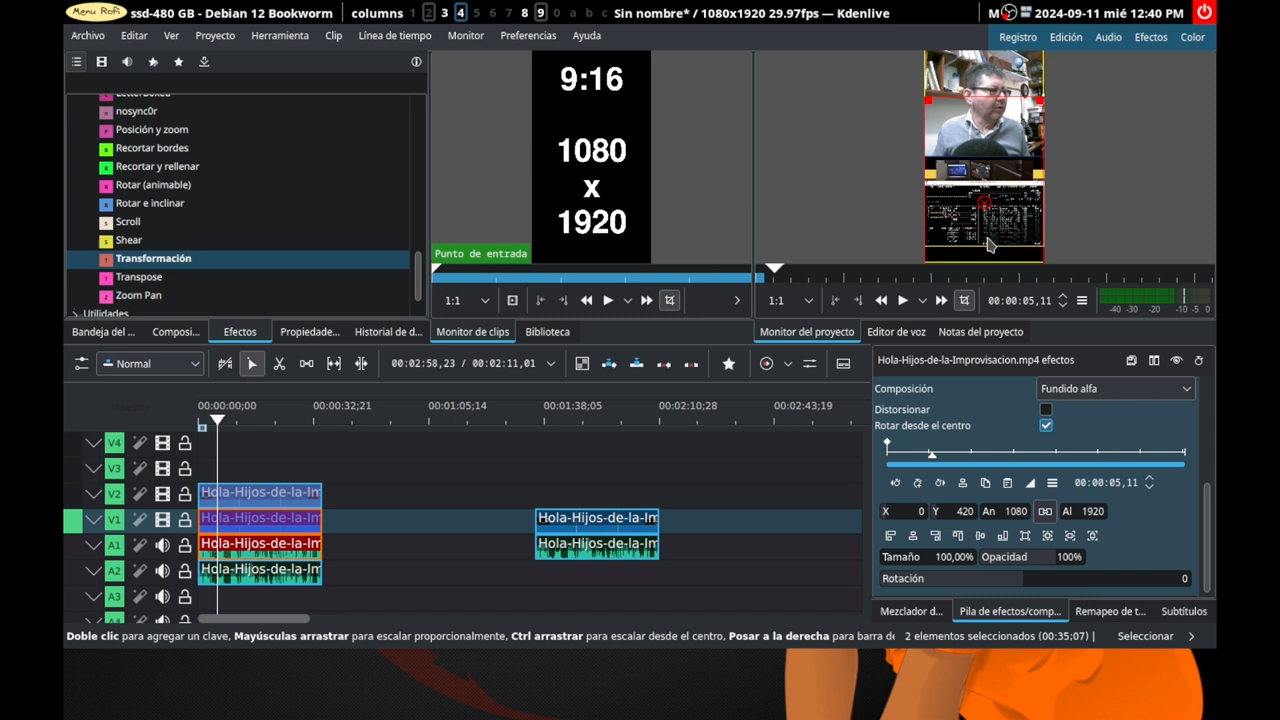 Menu Rofi ssd-480 GB - Debian 12 Bookworm columns 1 2 3 4 5 6 7 8 9 0 a b c Sin nombre* / 1080x1920 29.97fps — Kdenlive M 2024-09-11 mié 12:40 PM
Archivo Editar Ver Proyecto Herramienta Clip Línea de tiempo Monitor Preferencias Ayuda Registro Edición Audio Efectos Color
nosync0r
Posición y zoom
Recortar bordes
Recortar y rellenar
Rotar (animable)
Rotar e inclinar
Scroll
Shear
Transformación
Transpose
Zoom Pan
Utilidades
9:16
1080
x
1920
Punto de entrada
1:1
1:1 00:00:05,11
-40 -30 -20 -10 -5 0
Bandeja del ... Composi... Efectos Propiedade... Historial de d... Monitor de clips Biblioteca Monitor del proyecto Editor de voz Notas del proyecto
Normal 00:02:58,23 / 00:02:11,01
Hola-Hijos-de-la-Improvisacion.mp4 efectos
Composición Fundido alfa
Distorsionar
Rotar desde el centro
00:00:05,11
X 0 Y 420 An 1080 Al 1920
Tamaño 100,00% Opacidad 100%
Rotación 0
00:00:00;00 00:00:32;21 00:01:05;14 00:01:38;05 00:02:10;28 00:02:43;19
V4
V3
V2 Hola-Hijos-de-la-Im
V1 Hola-Hijos-de-la-Im Hola-Hijos-de-la-Im
A1 Hola-Hijos-de-la-Im Hola-Hijos-de-la-Im
A2 Hola-Hijos-de-la-Im
A3
Mezclador d... Pila de efectos/comp... Remapeo de t... Subtítulos
Doble clic para agregar un clave, Mayúsculas arrastrar para escalar proporcionalmente, Ctrl arrastrar para escalar desde el centro, Posar a la derecha para barra de 2 elementos seleccionados (00:35:07) | Seleccionar